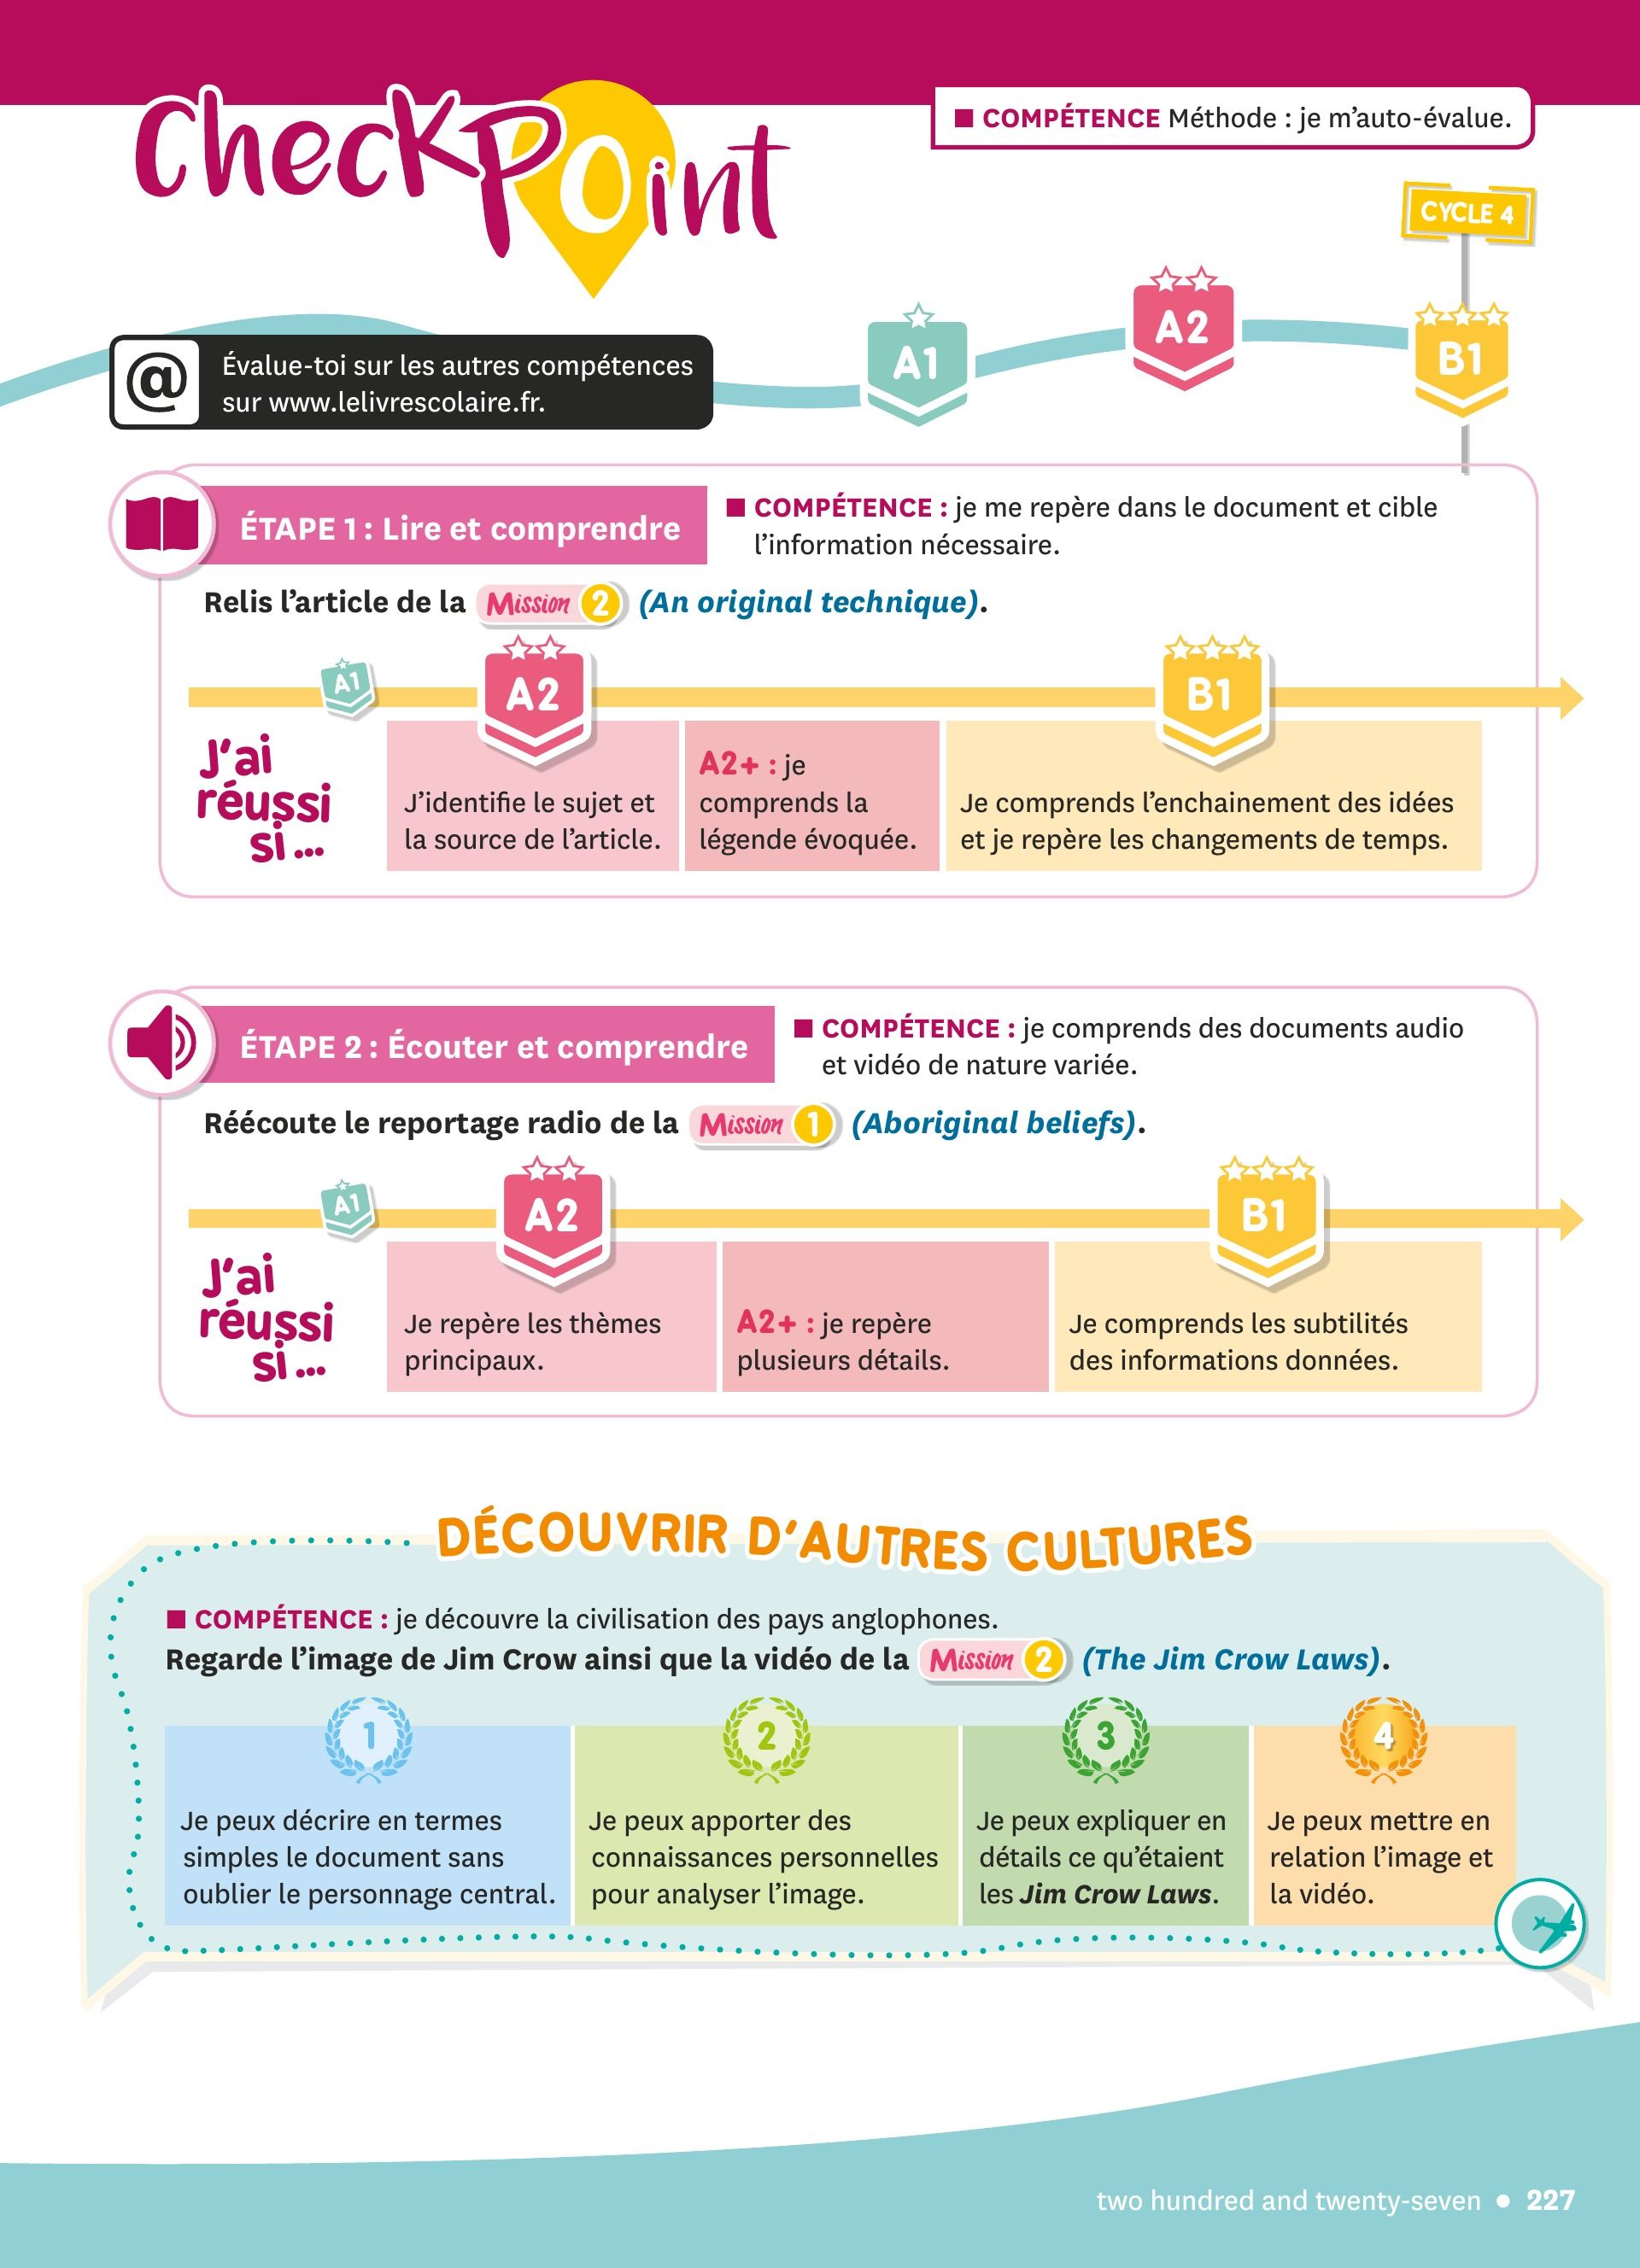 CheckPoint
■ COMPÉTENCE Méthode : je m'auto-évalue.
CYCLE 4
A1
A2
B1
@
Évalue-toi sur les autres compétences
sur www.lelivrescolaire.fr.
ÉTAPE 1 : Lire et comprendre
■ COMPÉTENCE : je me repère dans le document et cible
l'information nécessaire.
Relis l'article de la Mission 2 (An original technique).
A1
A2
B1
J'ai
réussi
si ...
J'identifie le sujet et
la source de l'article.
A2+ : je
comprends la
légende évoquée.
Je comprends l'enchainement des idées
et je repère les changements de temps.
ÉTAPE 2 : Écouter et comprendre
■ COMPÉTENCE : je comprends des documents audio
et vidéo de nature variée.
Réécoute le reportage radio de la Mission 1 (Aboriginal beliefs).
A1
A2
B1
J'ai
réussi
si ...
Je repère les thèmes
principaux.
A2+ : je repère
plusieurs détails.
Je comprends les subtilités
des informations données.
DÉCOUVRIR D'AUTRES CULTURES
■ COMPÉTENCE : je découvre la civilisation des pays anglophones.
Regarde l'image de Jim Crow ainsi que la vidéo de la Mission 2 (The Jim Crow Laws).
1
Je peux décrire en termes
simples le document sans
oublier le personnage central.
2
Je peux apporter des
connaissances personnelles
pour analyser l'image.
3
Je peux expliquer en
détails ce qu'étaient
les Jim Crow Laws.
4
Je peux mettre en
relation l'image et
la vidéo.
two hundred and twenty-seven • 227